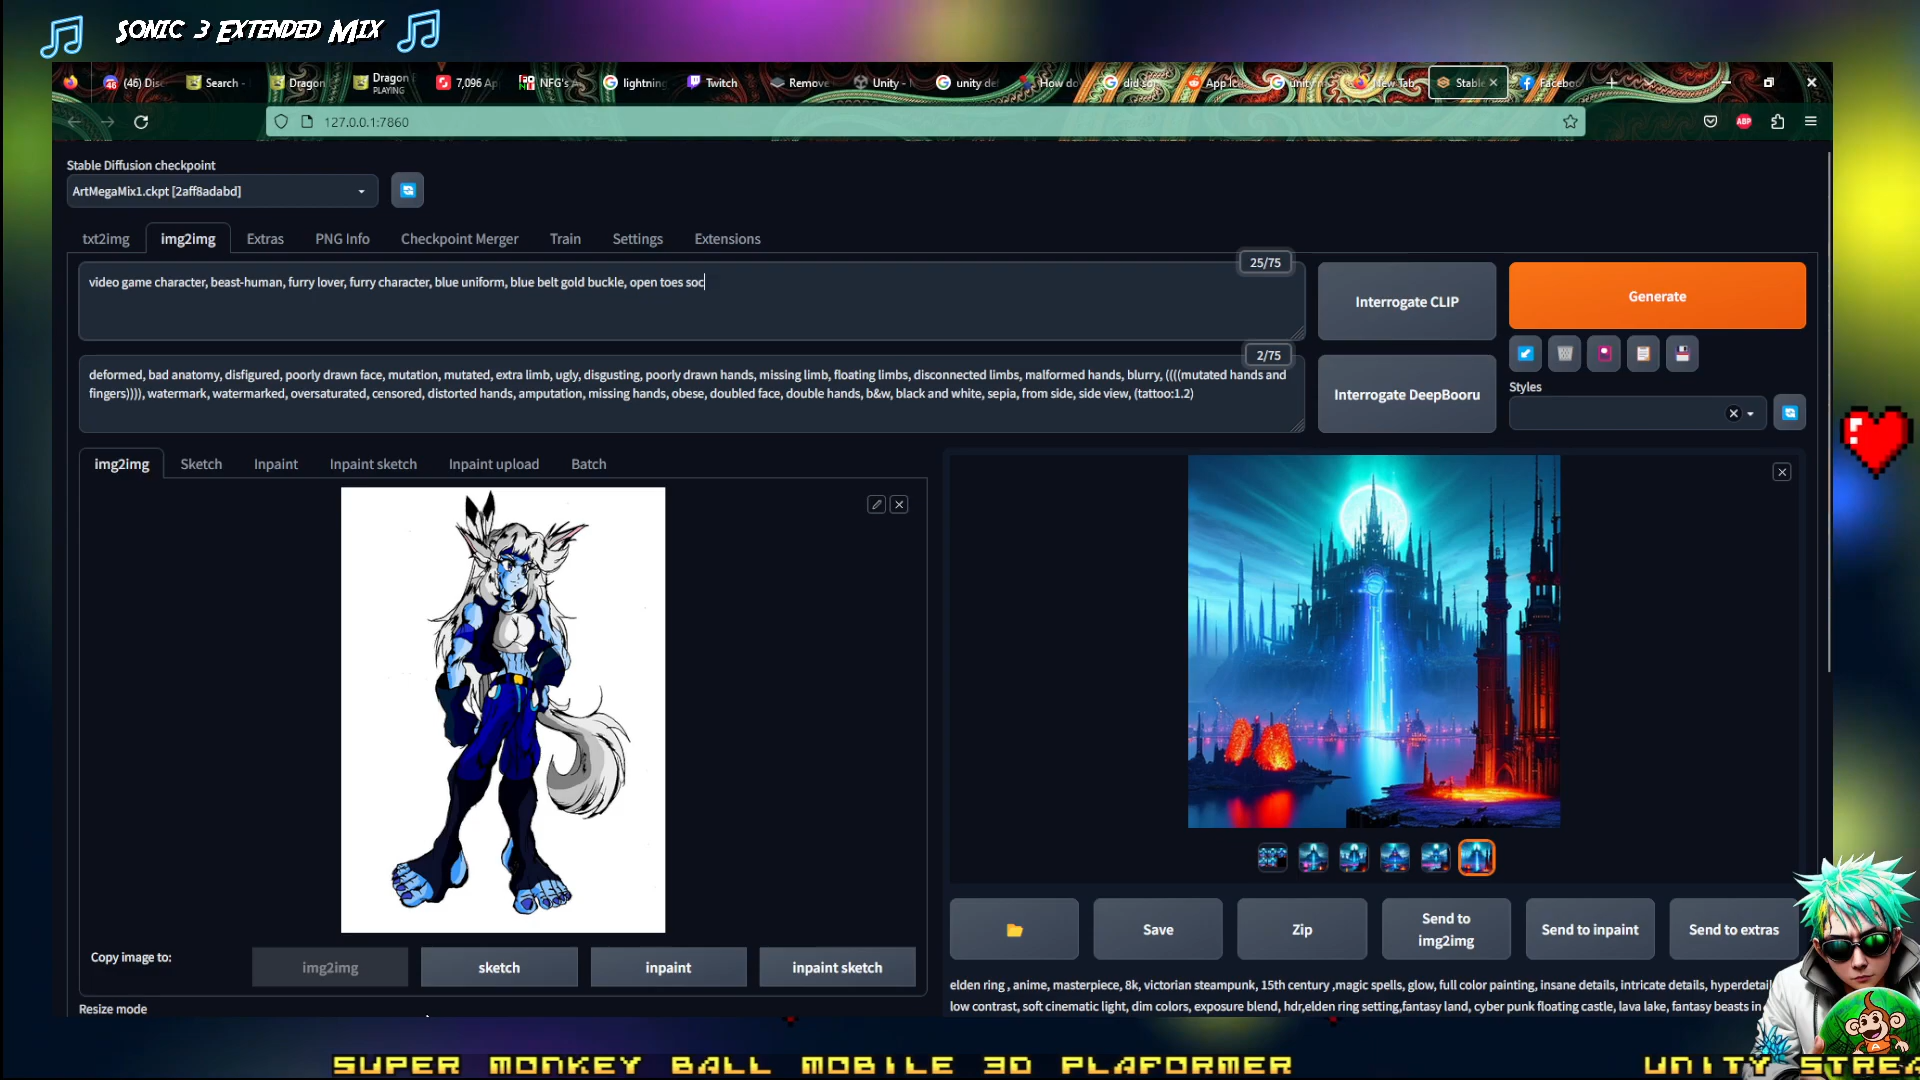 Sonic 3 Extended Mix
(46) Dis
Search -
Dragon
Dragon
PLAYING
7,096 Ap
NFG's A
lightning
Twitch
Remove
Unity -
unity de
How do
did so
App Ic
unity
New Tab
Stable
Facebo
127.0.0.1:7860
ABP
Stable Diffusion checkpoint
ArtMegaMix1.ckpt [2aff8adabd]
txt2img
img2img
Extras
PNG Info
Checkpoint Merger
Train
Settings
Extensions
25/75
video game character, beast-human, furry lover, furry character, blue uniform, blue belt gold buckle, open toes soc
Interrogate CLIP
Generate
2/75
deformed, bad anatomy, disfigured, poorly drawn face, mutation, mutated, extra limb, ugly, disgusting, poorly drawn hands, missing limb, floating limbs, disconnected limbs, malformed hands, blurry, ((((mutated hands and
fingers)))), watermark, watermarked, oversaturated, censored, distorted hands, amputation, missing hands, obese, doubled face, double hands, b&w, black and white, sepia, from side, side view, (tattoo:1.2)
Interrogate DeepBooru
Styles
img2img
Sketch
Inpaint
Inpaint sketch
Inpaint upload
Batch
Copy image to:
img2img
sketch
inpaint
inpaint sketch
Resize mode
Save
Zip
Send to
img2img
Send to inpaint
Send to extras
elden ring , anime, masterpiece, 8k, victorian steampunk, 15th century ,magic spells, glow, full color painting, insane details, intricate details, hyperdetail
low contrast, soft cinematic light, dim colors, exposure blend, hdr,elden ring setting,fantasy land, cyber punk floating castle, lava lake, fantasy beasts in
SUPER MONKEY BALL MOBILE 3D PLAFORMER
UNITY STREA